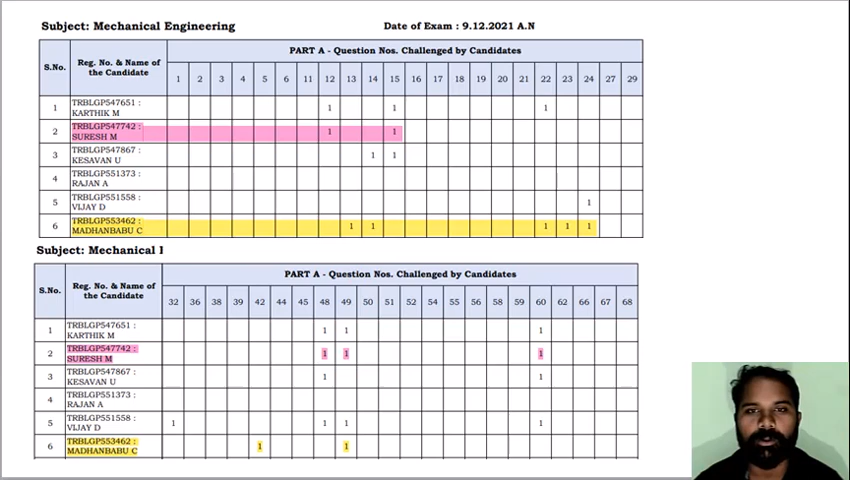 Subject: Mechanical Engineering
Date of Exam : 9.12.2021 A.N
S.No.
Reg. No. & Name of
the Candidate
PART A - Question Nos. Challenged by Candidates
1 2 3 4 5 6 11 12 13 14 15 16 17 18 19 20 21 22 23 24 27 29
1 TRBLGP547651 :
KARTHIK M 1 1 1
2 TRBLGP547742 :
SURESH M 1 1
3 TRBLGP547867 :
KESAVAN U 1 1
4 TRBLGP551373 :
RAJAN A
5 TRBLGP551558 :
VIJAY D 1
6 TRBLGP553462 :
MADHANBABU C 1 1 1 1 1
Subject: Mechanical I
S.No.
Reg. No. & Name of
the Candidate
PART A - Question Nos. Challenged by Candidates
32 36 38 39 42 44 45 48 49 50 51 52 54 55 58 59 60 62 66 67 68
1 TRBLGP547651 :
KARTHIK M 1 1 1
2 TRBLGP547742 :
SURESH M 1 1 1
3 TRBLGP547867 :
KESAVAN U 1 1
4 TRBLGP551373 :
RAJAN A
5 TRBLGP551558 :
VIJAY D 1 1 1 1
6 TRBLGP553462 :
MADHANBABU C 1 1